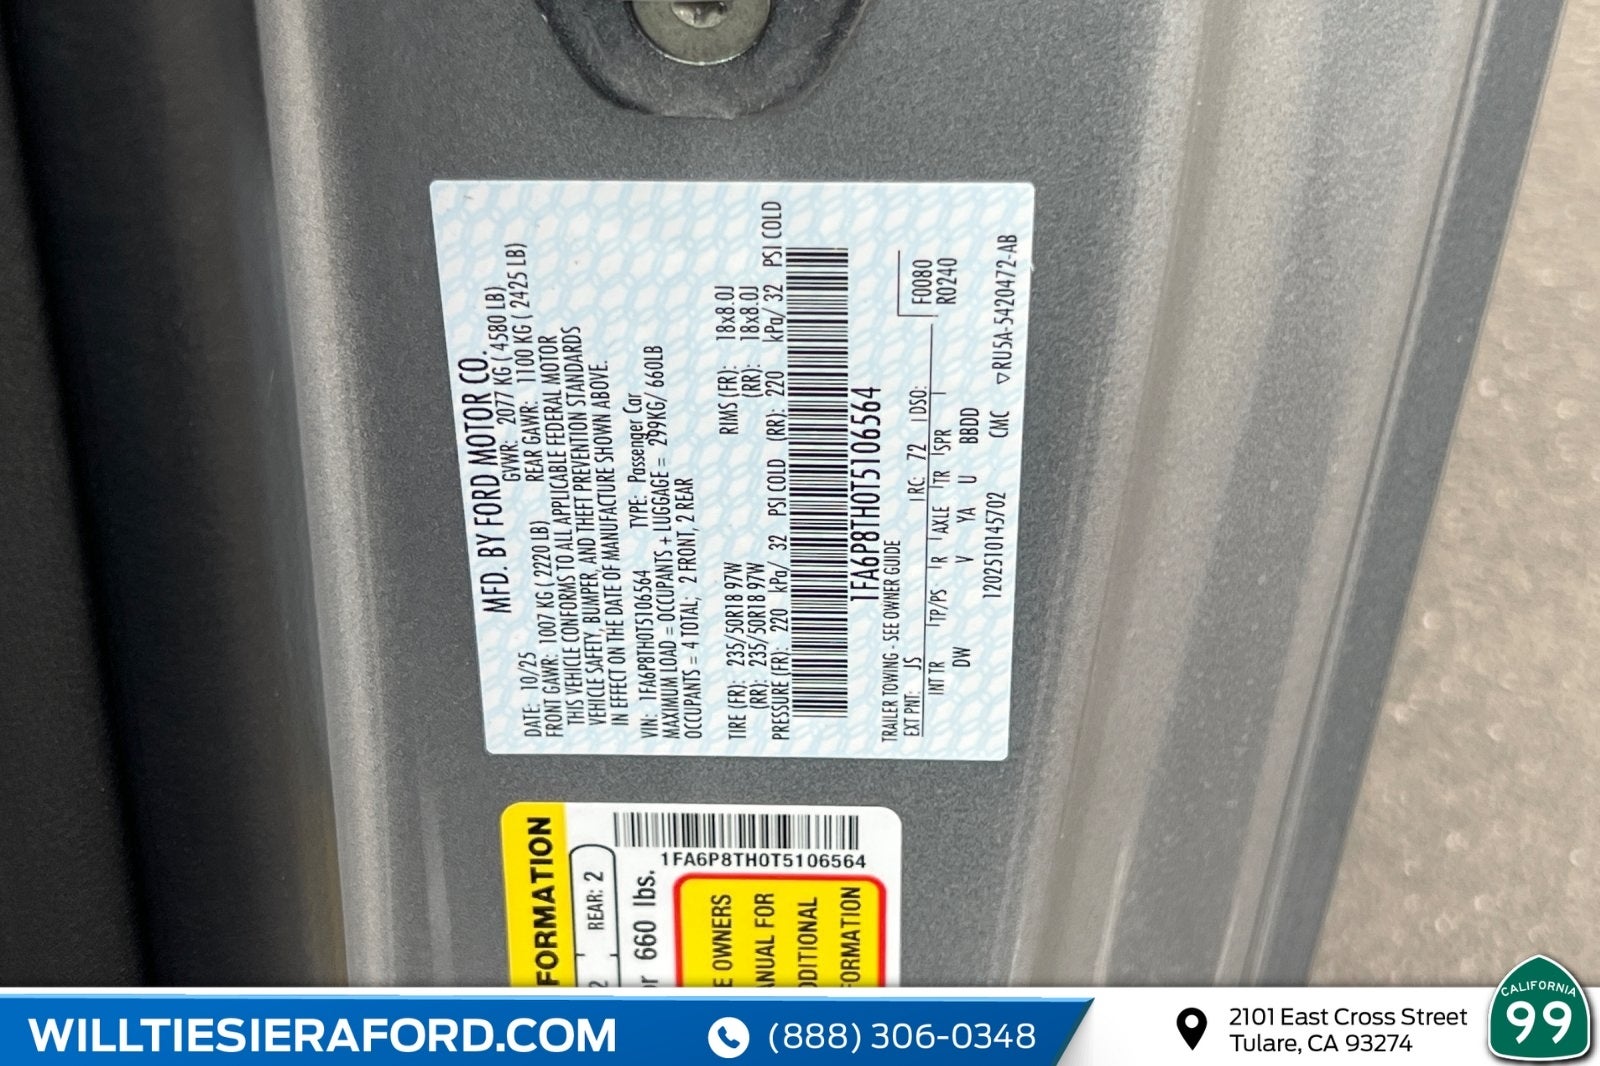 MFD. BY FORD MOTOR CO.
DATE: 10/25 GVWR: 2077 KG ( 4580 LB)
FRONT GAWR: 1007 KG ( 2220 LB) REAR GAWR: 1100 KG ( 2425 LB)
THIS VEHICLE CONFORMS TO ALL APPLICABLE FEDERAL MOTOR
VEHICLE SAFETY, BUMPER, AND THEFT PREVENTION STANDARDS
IN EFFECT ON THE DATE OF MANUFACTURE SHOWN ABOVE.
VIN: 1FA6P8TH0T5106564 TYPE: Passenger Car
MAXIMUM LOAD = OCCUPANTS + LUGGAGE = 299KG/ 660LB
OCCUPANTS = 4 TOTAL; 2 FRONT, 2 REAR
TIRE (FR): 235/50R18 97W RIMS (FR): 18x8.0J
(RR): 235/50R18 97W (RR): 18x8.0J
PRESSURE (FR): 220 kPa/ 32 PSI COLD (RR): 220 kPa/ 32 PSI COLD
1FA6P8TH0T5106564
TRAILER TOWING - SEE OWNER GUIDE
EXT PNT: JS RC: 72 DSO: F0080
INT TR TP/PS R AXLE TR SPR R0240
DW V YA U BBDD
1202510145702 CMC ▽RU5A-5420472-AB
FORMATION
2 REAR: 2
or 660 lbs.
1FA6P8TH0T5106564
E OWNERS
ANUAL FOR
DDITIONAL
FORMATION
WILLTIESIERAFORD.COM
(888) 306-0348
2101 East Cross Street
Tulare, CA 93274
CALIFORNIA
99